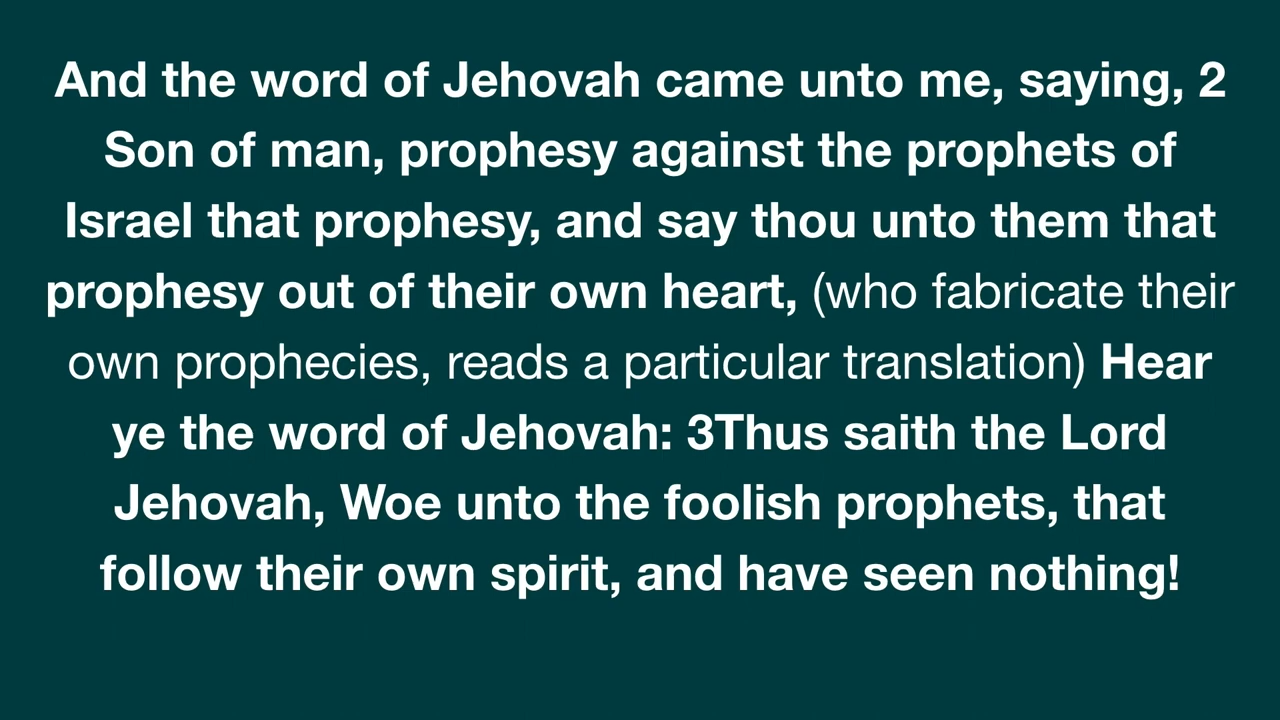 And the word of Jehovah came unto me, saying, 2
Son of man, prophesy against the prophets of
Israel that prophesy, and say thou unto them that
prophesy out of their own heart, (who fabricate their
own prophecies, reads a particular translation) Hear
ye the word of Jehovah: 3Thus saith the Lord
Jehovah, Woe unto the foolish prophets, that
follow their own spirit, and have seen nothing!